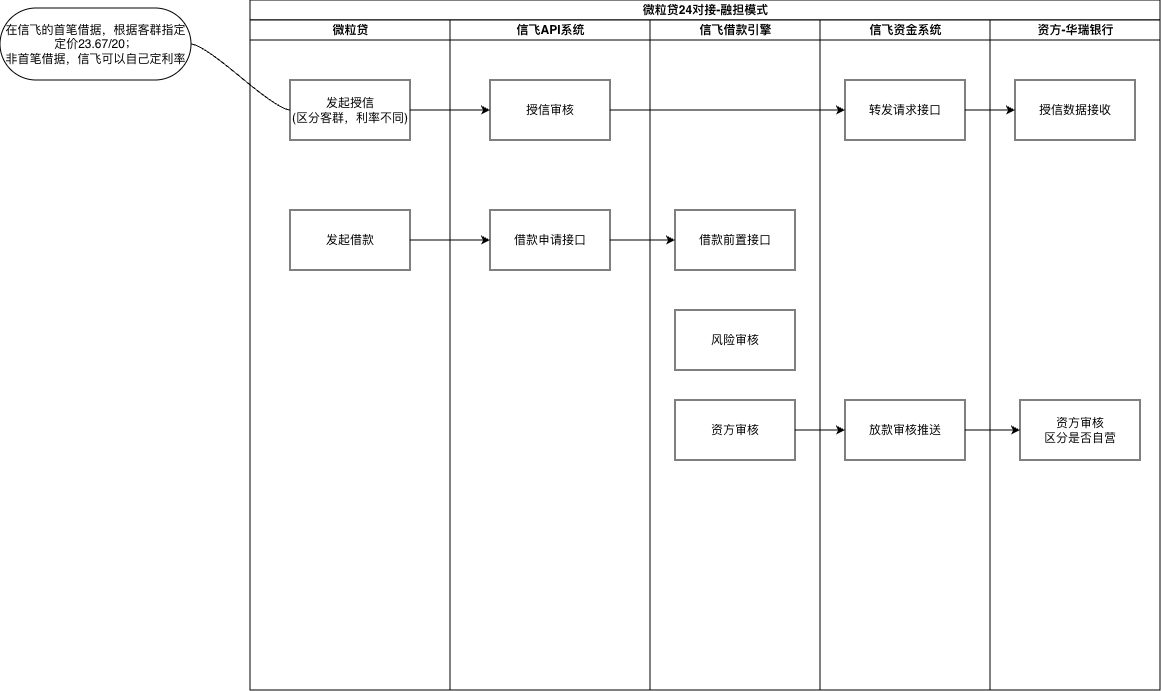 微粒贷24对接-融担模式
微粒贷
信飞API系统
信飞借款引擎
信飞资金系统
资方-华瑞银行
在信飞的首笔借据，根据客群指定
定价23.67/20；
非首笔借据，信飞可以自己定利率
发起授信
(区分客群，利率不同)
授信审核
转发请求接口
授信数据接收
发起借款
借款申请接口
借款前置接口
风险审核
资方审核
放款审核推送
资方审核
区分是否自营